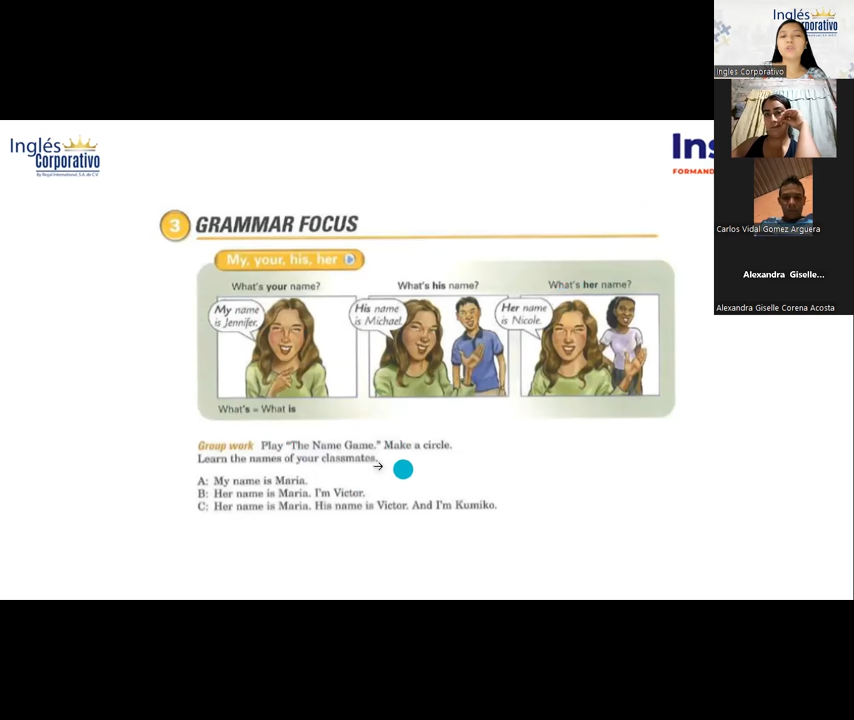 Inglés
Corporativo
By Regal International, S.A. de C.V.
Ins
FORMAND
3 GRAMMAR FOCUS
My, your, his, her
What's your name?
What's his name?
What's her name?
My name
is Jennifer.
His name
is Michael.
Her name
is Nicole.
What's = What is
Group work Play "The Name Game." Make a circle.
Learn the names of your classmates.
A: My name is Maria.
B: Her name is Maria. I'm Victor.
C: Her name is Maria. His name is Victor. And I'm Kumiko.
Inglés
Corporativo
Ingles Corporativo
Carlos Vidal Gomez Arguera
Alexandra Giselle...
Alexandra Giselle Corena Acosta